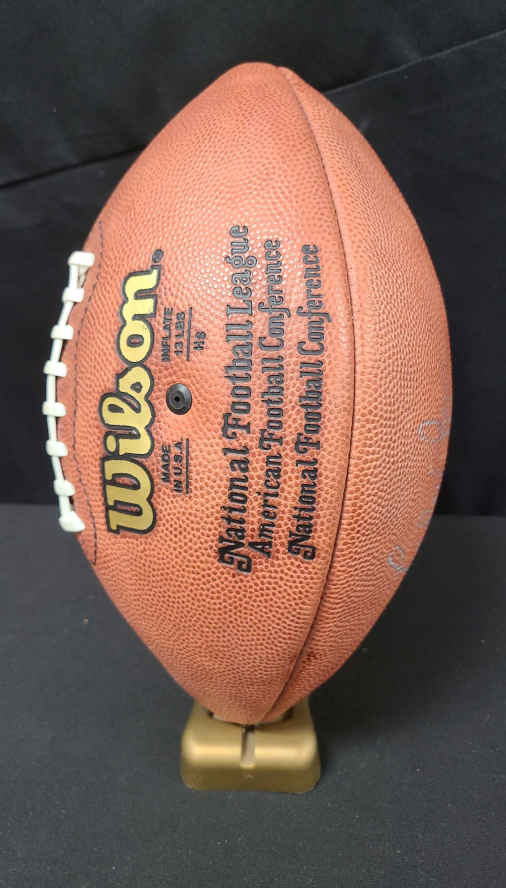 Wilson®
MADE
IN U.S.A.
INFLATE
13 LBS
National Football League
American Football Conference
National Football Conference